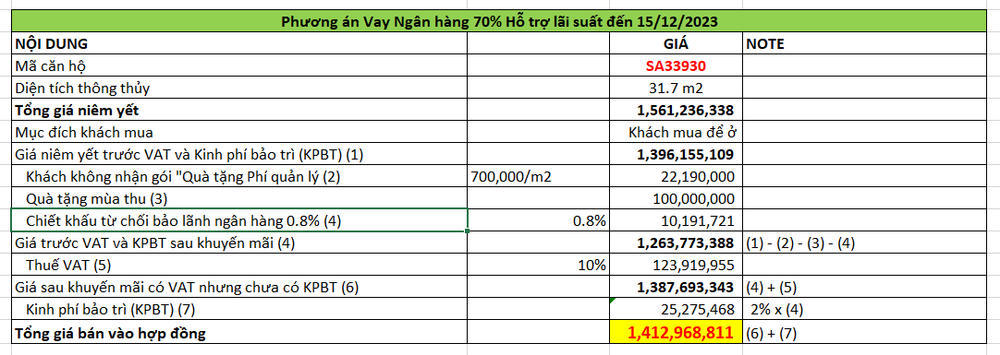 Phương án Vay Ngân hàng 70% Hỗ trợ lãi suất đến 15/12/2023
NỘI DUNG GIÁ NOTE
Mã căn hộ SA33930
Diện tích thông thủy 31.7 m2
Tổng giá niêm yết 1,561,236,338
Mục đích khách mua Khách mua để ở
Giá niêm yết trước VAT và Kinh phí bảo trì (KPBT) (1) 1,396,155,109
Khách không nhận gói "Quà tặng Phí quản lý (2) 700,000/m2 22,190,000
Quà tặng mùa thu (3) 100,000,000
Chiết khấu từ chối bảo lãnh ngân hàng 0.8% (4) 0.8% 10,191,721
Giá trước VAT và KPBT sau khuyến mãi (4) 1,263,773,388 (1) - (2) - (3) - (4)
Thuế VAT (5) 10% 123,919,955
Giá sau khuyến mãi có VAT nhưng chưa có KPBT (6) 1,387,693,343 (4) + (5)
Kinh phí bảo trì (KPBT) (7) 25,275,468 2% x (4)
Tổng giá bán vào hợp đồng 1,412,968,811 (6) + (7)